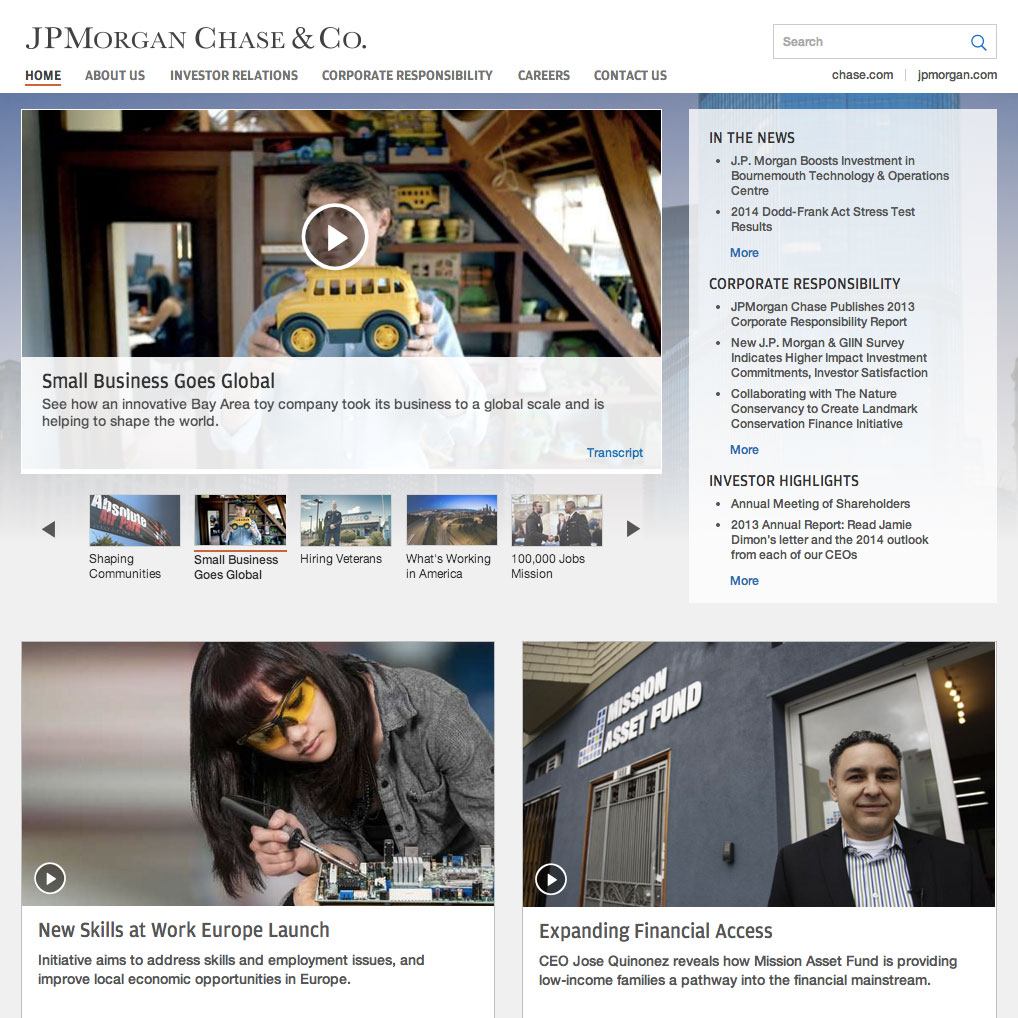 JPMORGAN CHASE & CO.
Search
HOME ABOUT US INVESTOR RELATIONS CORPORATE RESPONSIBILITY CAREERS CONTACT US
chase.com jpmorgan.com
Small Business Goes Global
See how an innovative Bay Area toy company took its business to a global scale and is
helping to shape the world.
Transcript
Absolute
Air Park
Shaping
Communities
Small Business
Goes Global
Hiring Veterans
What's Working
in America
100,000 Jobs
Mission
IN THE NEWS
• J.P. Morgan Boosts Investment in
Bournemouth Technology & Operations
Centre
• 2014 Dodd-Frank Act Stress Test
Results
More
CORPORATE RESPONSIBILITY
• JPMorgan Chase Publishes 2013
Corporate Responsibility Report
• New J.P. Morgan & GIIN Survey
Indicates Higher Impact Investment
Commitments, Investor Satisfaction
• Collaborating with The Nature
Conservancy to Create Landmark
Conservation Finance Initiative
More
INVESTOR HIGHLIGHTS
• Annual Meeting of Shareholders
• 2013 Annual Report: Read Jamie
Dimon's letter and the 2014 outlook
from each of our CEOs
More
New Skills at Work Europe Launch
Initiative aims to address skills and employment issues, and
improve local economic opportunities in Europe.
MISSION
ASSET FUND
Expanding Financial Access
CEO Jose Quinonez reveals how Mission Asset Fund is providing
low-income families a pathway into the financial mainstream.